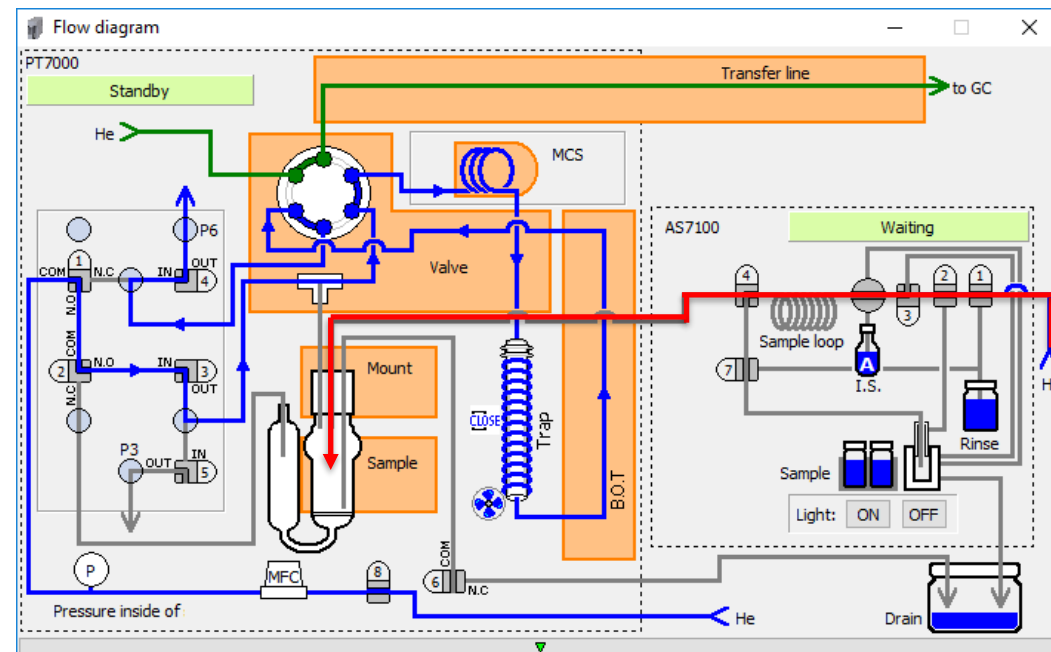 Flow diagram
PT7000
Standby
Transfer line
to GC
He
MCS
P6
COM
1
N.C
IN
OUT
4
N.O
Valve
AS7100
Waiting
4
2
1
3
Sample loop
A
I.S.
7
Rinse
COM
2
N.O
IN
3
OUT
N.C
Mount
CLOSE
Trap
P3
OUT
IN
5
Sample
B.O.T
Sample
Light:
ON
OFF
P
MFC
8
COM
6
N.C
Pressure inside of
He
Drain